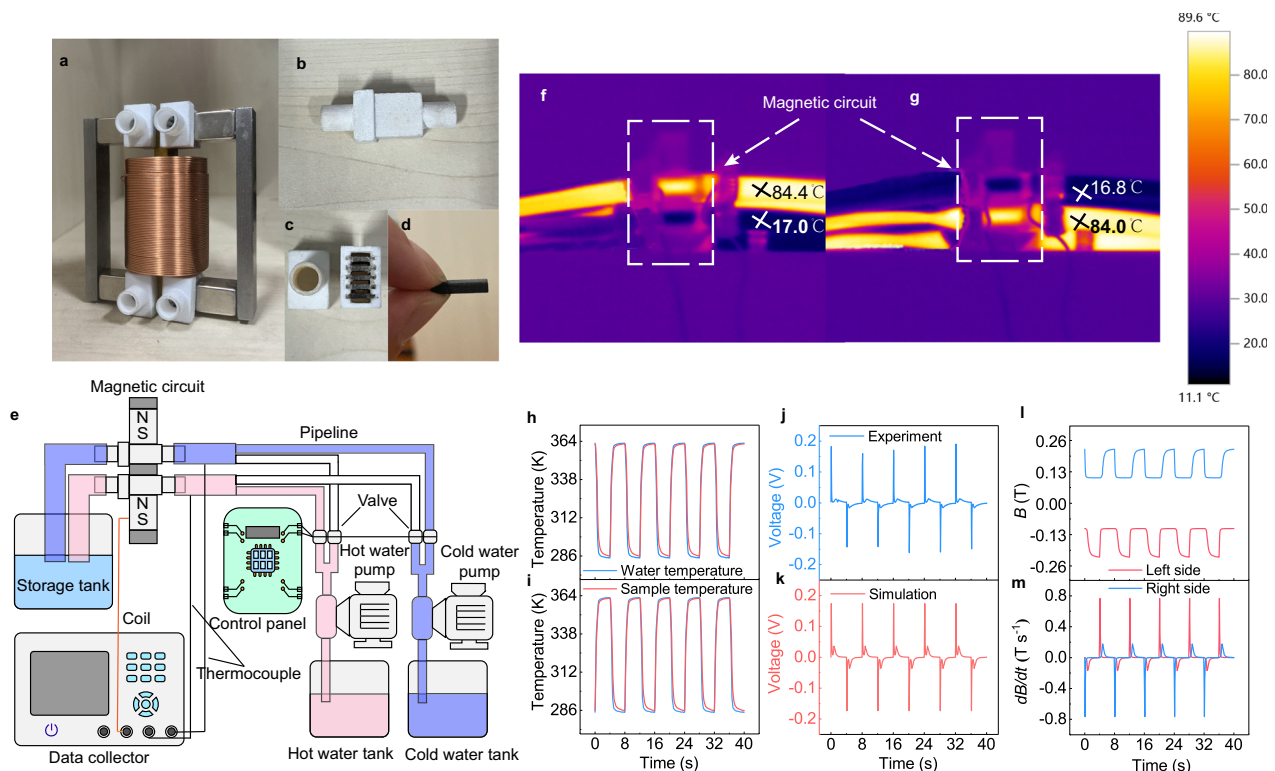 a
b
c
d
f
g
Magnetic circuit
84.4℃
17.0℃
16.8℃
84.0℃
89.6 °C
80.0
70.0
60.0
50.0
40.0
30.0
20.0
11.1 °C
e
Magnetic circuit
N
S
N
S
Pipeline
Valve
Hot water
pump
Cold water
pump
Storage tank
Control panel
Coil
Thermocouple
Data collector
Hot water tank
Cold water tank
h
Temperature (K)
364
338
312
286
Water temperature
i
Sample temperature
Temperature (K)
364
338
312
286
0 8 16 24 32 40
Time (s)
j
Experiment
Voltage (V)
0.2
0.1
0.0
-0.1
-0.2
k
Simulation
Voltage (V)
0.2
0.1
0.0
-0.1
-0.2
0 8 16 24 32 40
Time (s)
l
B (T)
0.26
0.13
0.00
-0.13
-0.26
Left side
m
Right side
dB/dt (T s⁻¹)
0.8
0.4
0.0
-0.4
-0.8
0 8 16 24 32 40
Time (s)